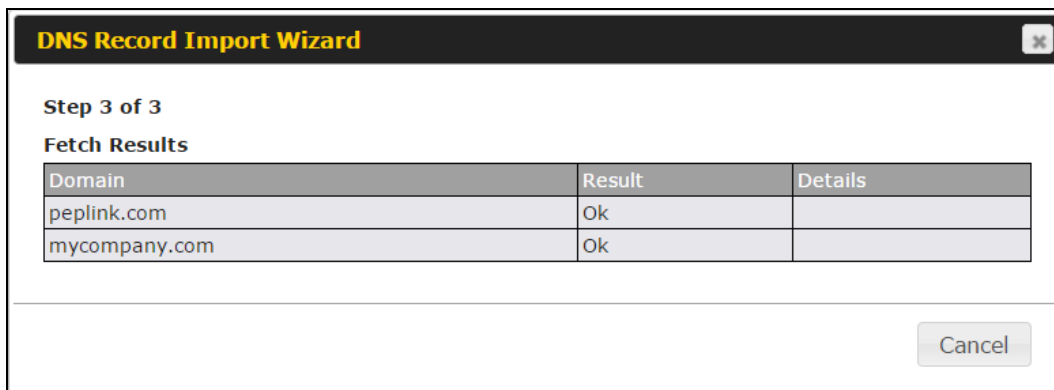 DNS Record Import Wizard
Step 3 of 3
Fetch Results
Domain Result Details
peplink.com Ok
mycompany.com Ok
Cancel